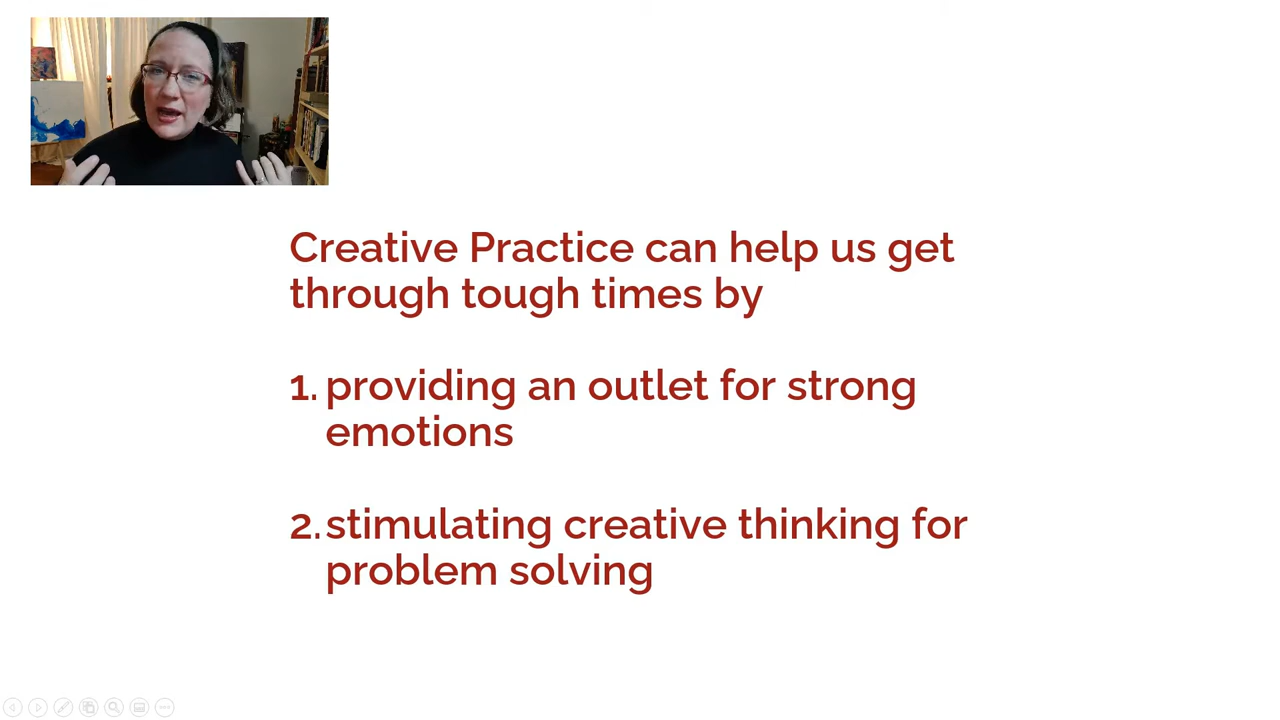 Creative Practice can help us get
through tough times by
1. providing an outlet for strong
emotions
2. stimulating creative thinking for
problem solving